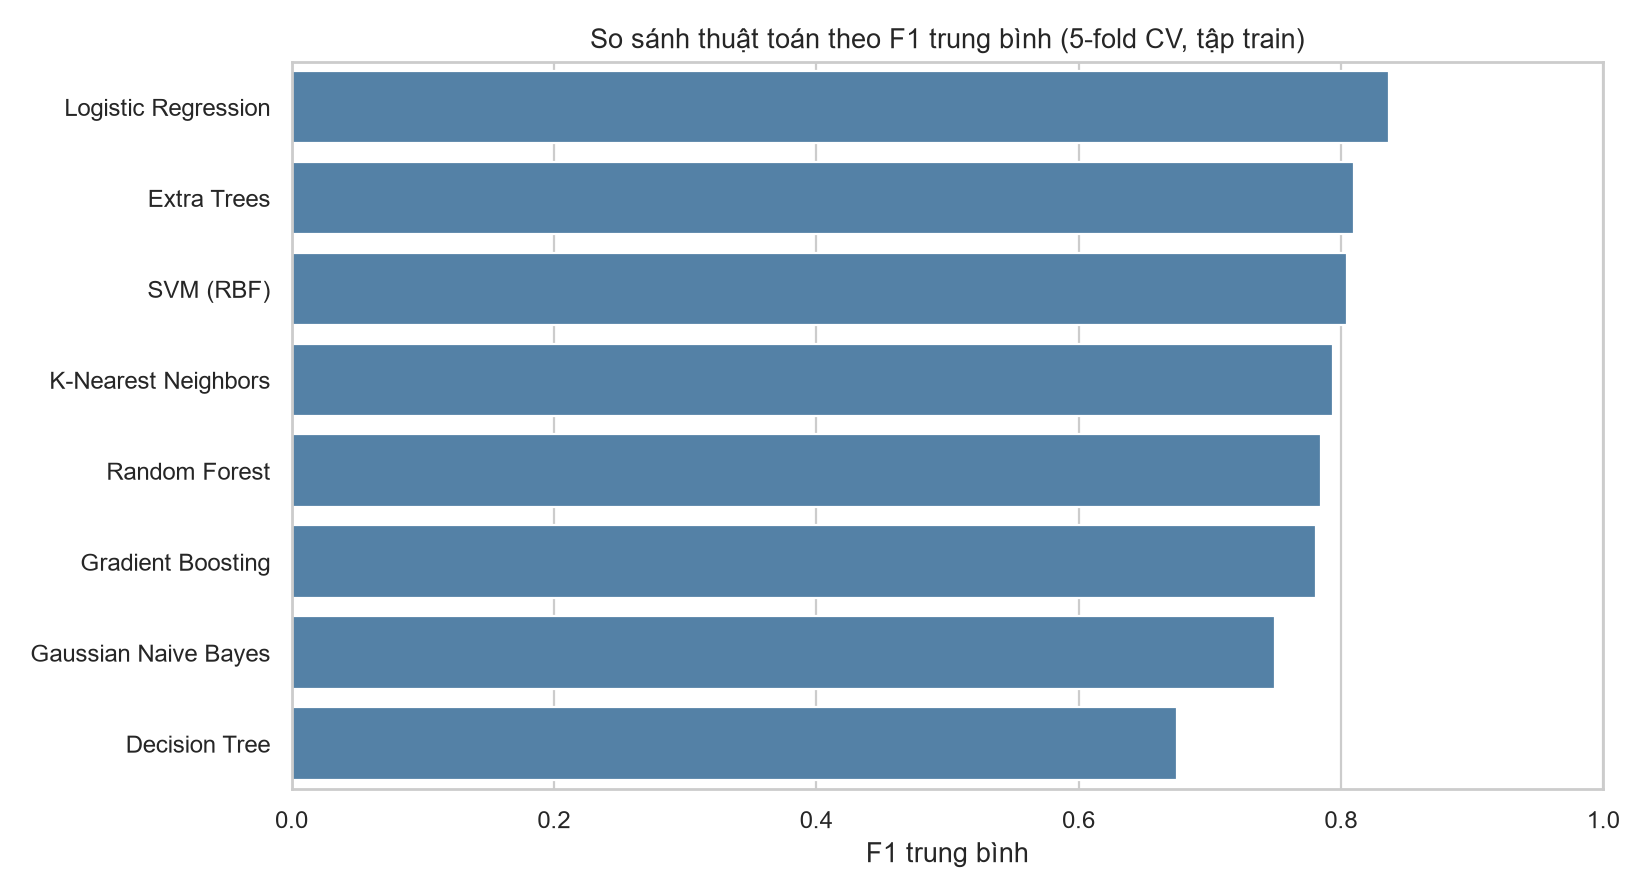 So sánh thuật toán theo F1 trung bình (5-fold CV, tập train)
Logistic Regression
Extra Trees
SVM (RBF)
K-Nearest Neighbors
Random Forest
Gradient Boosting
Gaussian Naive Bayes
Decision Tree
0.0 0.2 0.4 0.6 0.8 1.0
F1 trung bình